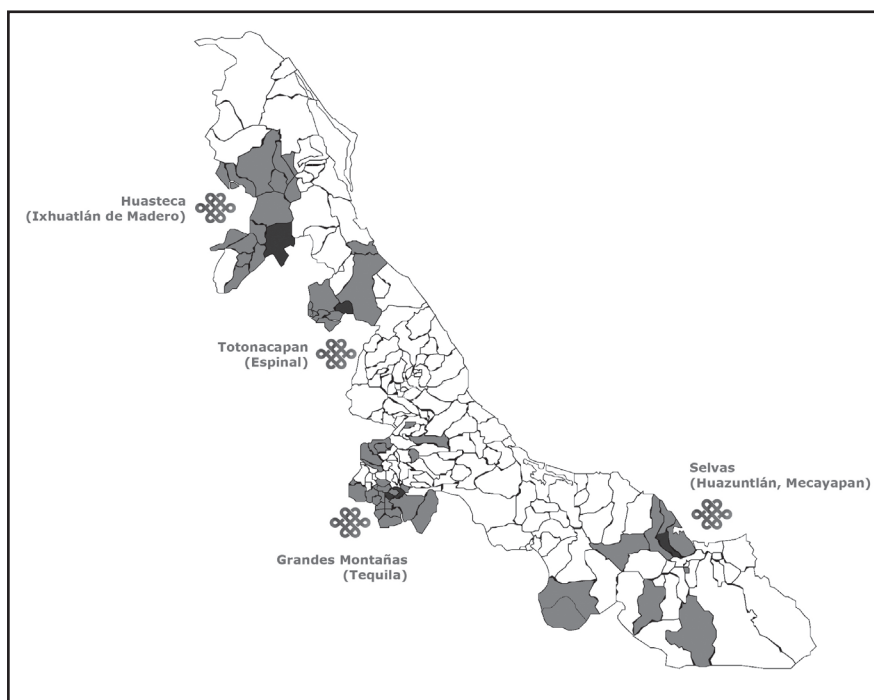 Huasteca
(Ixhuatlán de Madero)
Totonacapan
(Espinal)
Selvas
(Huazuntlán, Mecayapan)
Grandes Montañas
(Tequila)